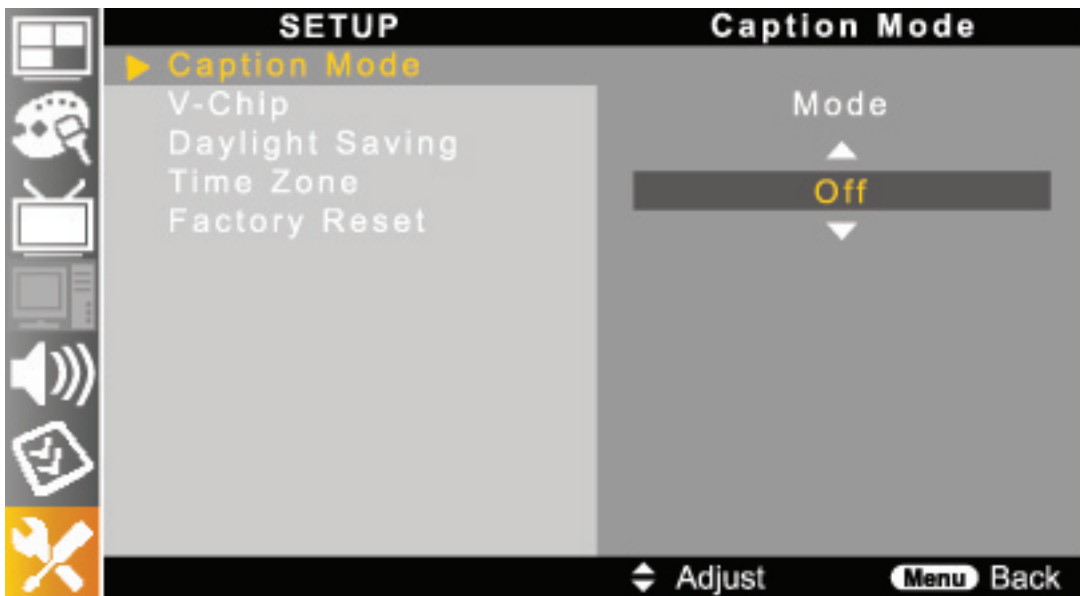 SETUP
Caption Mode
Caption Mode
V-Chip
Daylight Saving
Time Zone
Factory Reset
Mode
Off
Adjust
Menu Back